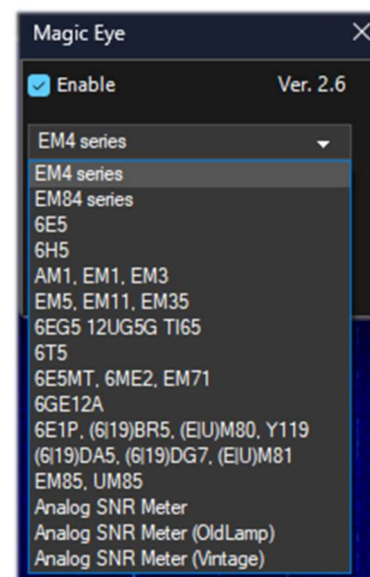 Magic Eye
Enable Ver. 2.6
EM4 series
EM4 series
EM84 series
6E5
6H5
AM1, EM1, EM3
EM5, EM11, EM35
6EG5 12UG5G TI65
6T5
6E5MT, 6ME2, EM71
6GE12A
6E1P, (6|19)BR5, (E|U)M80, Y119
(6|19)DA5, (6|19)DG7, (E|U)M81
EM85, UM85
Analog SNR Meter
Analog SNR Meter (OldLamp)
Analog SNR Meter (Vintage)